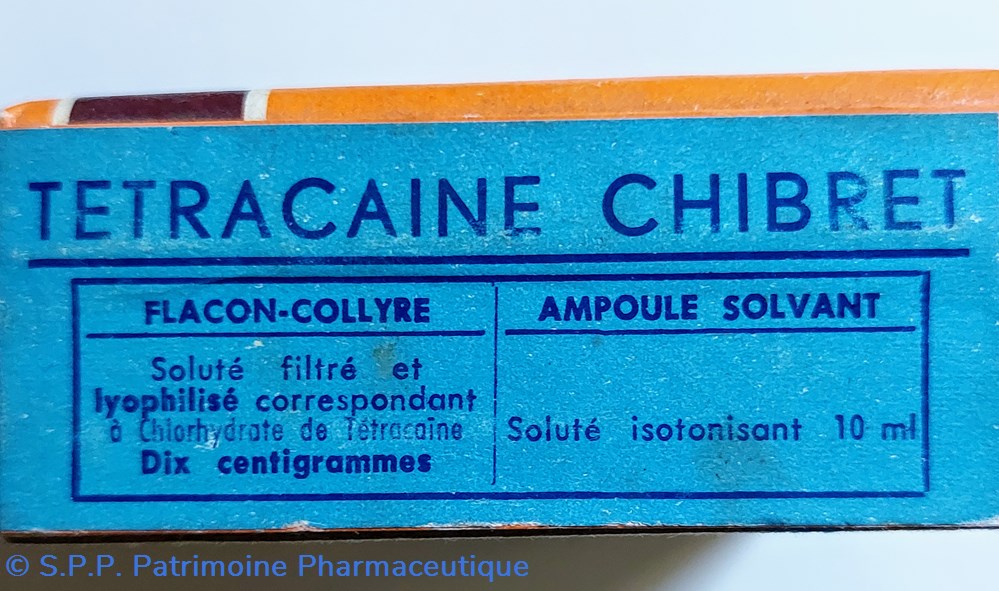 TETRACAINE CHIBRET
FLACON-COLLYRE
Soluté filtré et
lyophilisé correspondant
à Chlorhydrate de Tétracaïne
Dix centigrammes
AMPOULE SOLVANT
Soluté isotonisant 10 ml
© S.P.P. Patrimoine Pharmaceutique